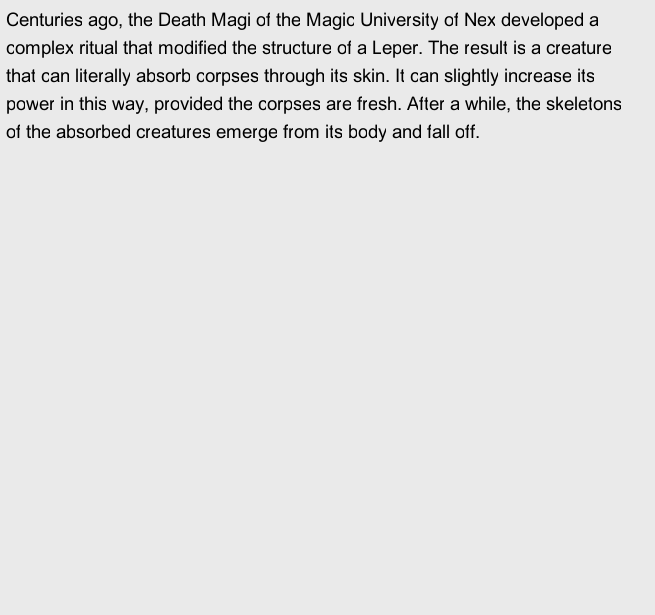 Centuries ago, the Death Magi of the Magic University of Nex developed a
complex ritual that modified the structure of a Leper. The result is a creature
that can literally absorb corpses through its skin. It can slightly increase its
power in this way, provided the corpses are fresh. After a while, the skeletons
of the absorbed creatures emerge from its body and fall off.